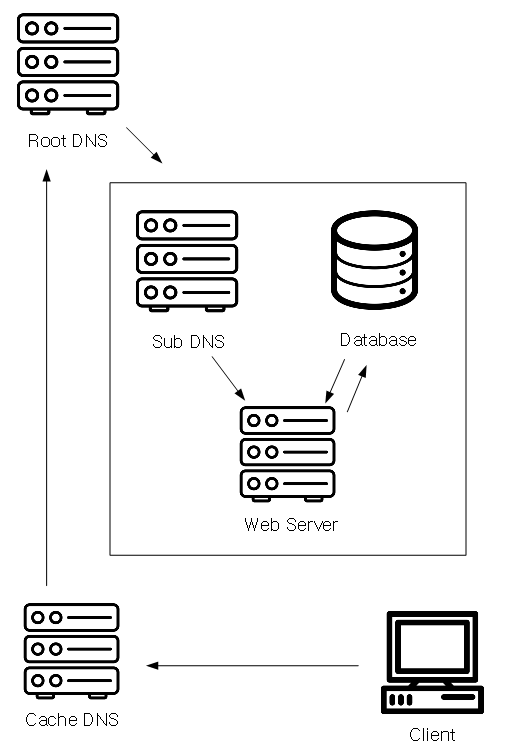 Root DNS
Sub DNS
Database
Web Server
Cache DNS
Client